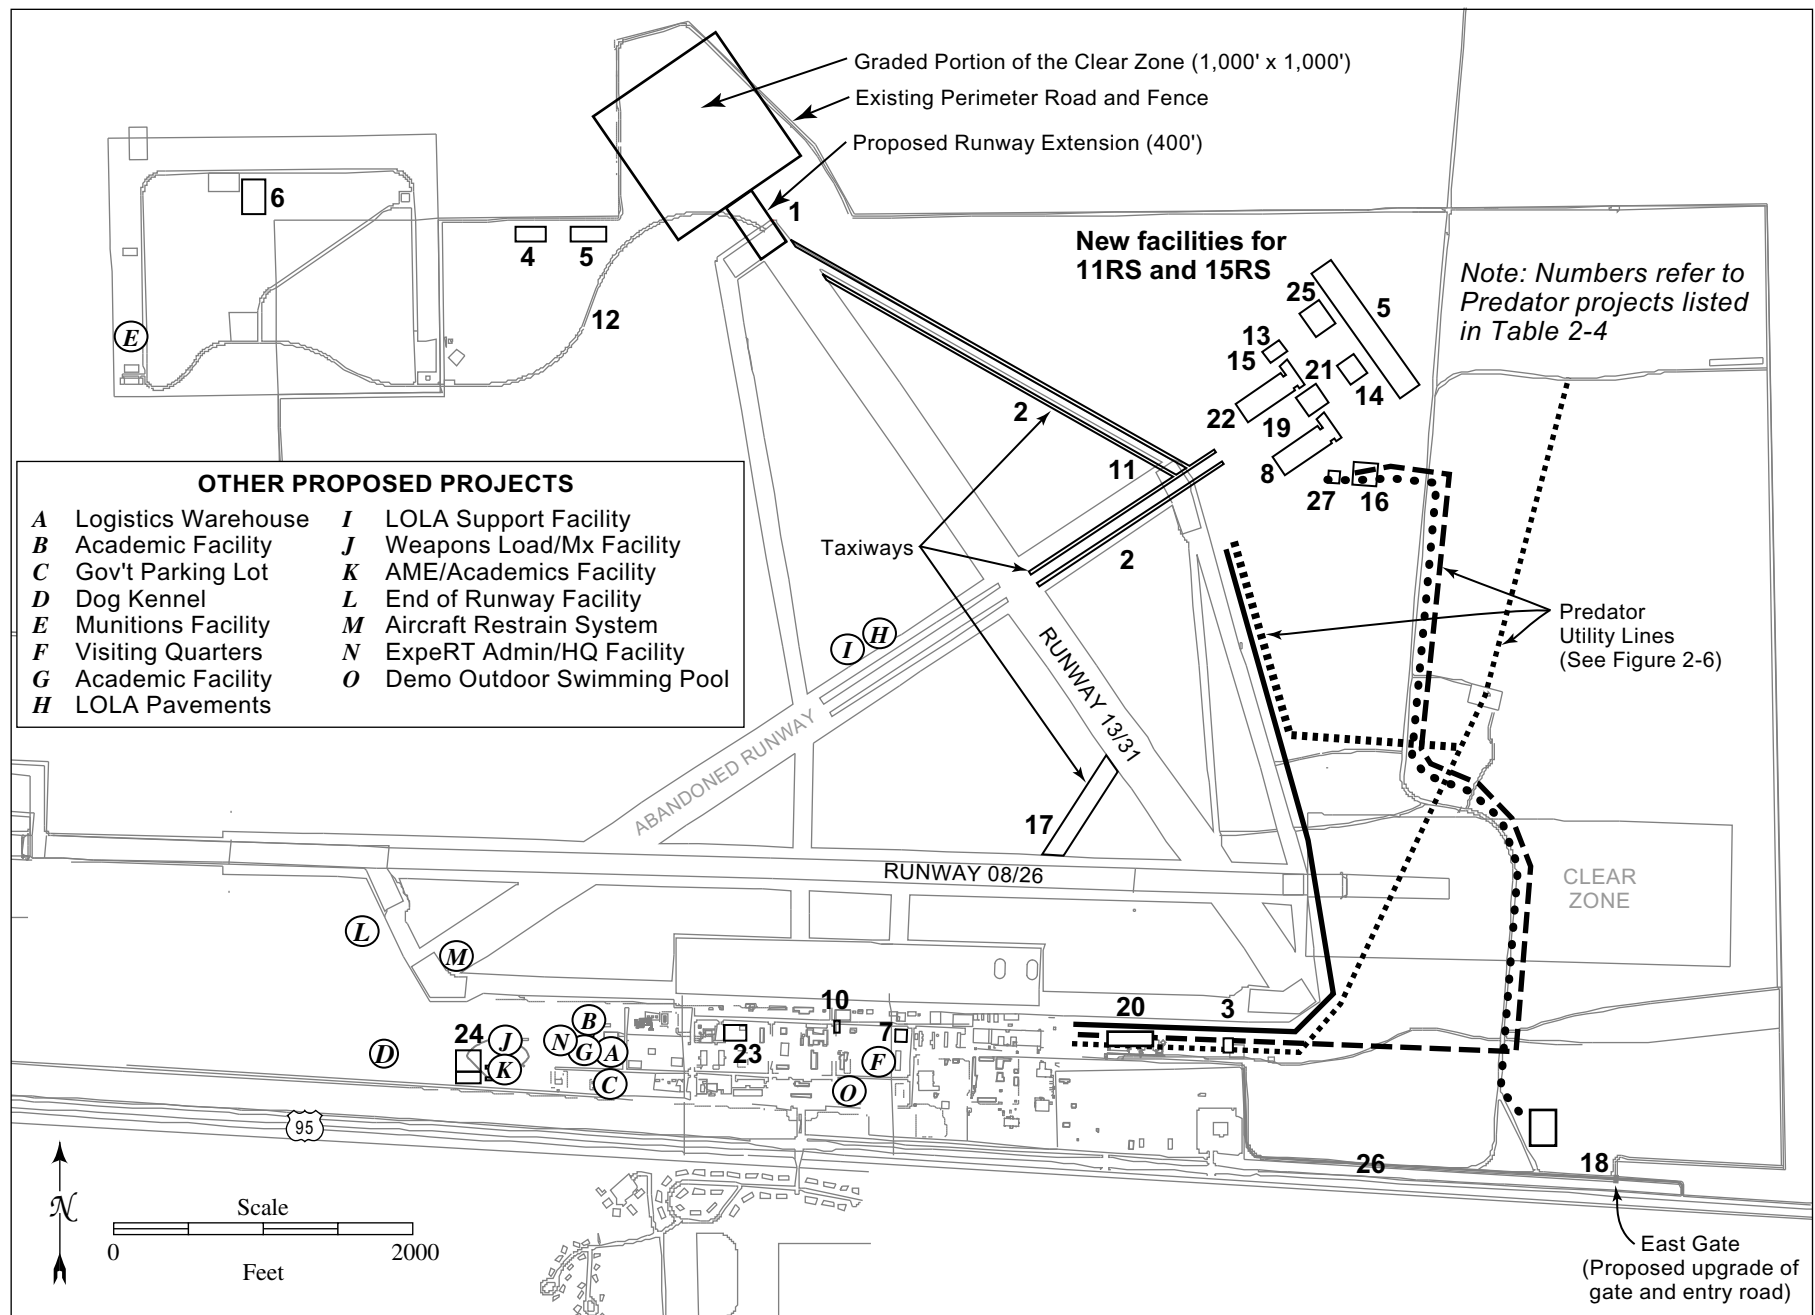 Graded Portion of the Clear Zone (1,000' x 1,000')
Existing Perimeter Road and Fence
Proposed Runway Extension (400')
1
6
4
5
12
New facilities for
11RS and 15RS
Note: Numbers refer to
Predator projects listed
in Table 2-4
25
5
13
15
21
14
22
19
8
27
16
2
11
2
E
OTHER PROPOSED PROJECTS
A Logistics Warehouse
B Academic Facility
C Gov't Parking Lot
D Dog Kennel
E Munitions Facility
F Visiting Quarters
G Academic Facility
H LOLA Pavements
I LOLA Support Facility
J Weapons Load/Mx Facility
K AME/Academics Facility
L End of Runway Facility
M Aircraft Restrain System
N ExpeRT Admin/HQ Facility
O Demo Outdoor Swimming Pool
Taxiways
Predator
Utility Lines
(See Figure 2-6)
I
H
RUNWAY 13/31
ABANDONED RUNWAY
17
RUNWAY 08/26
CLEAR
ZONE
L
M
10
20
3
24
J
N
B
G
A
23
7
D
K
C
F
O
95
26
18
N
Scale
0
2000
Feet
East Gate
(Proposed upgrade of
gate and entry road)